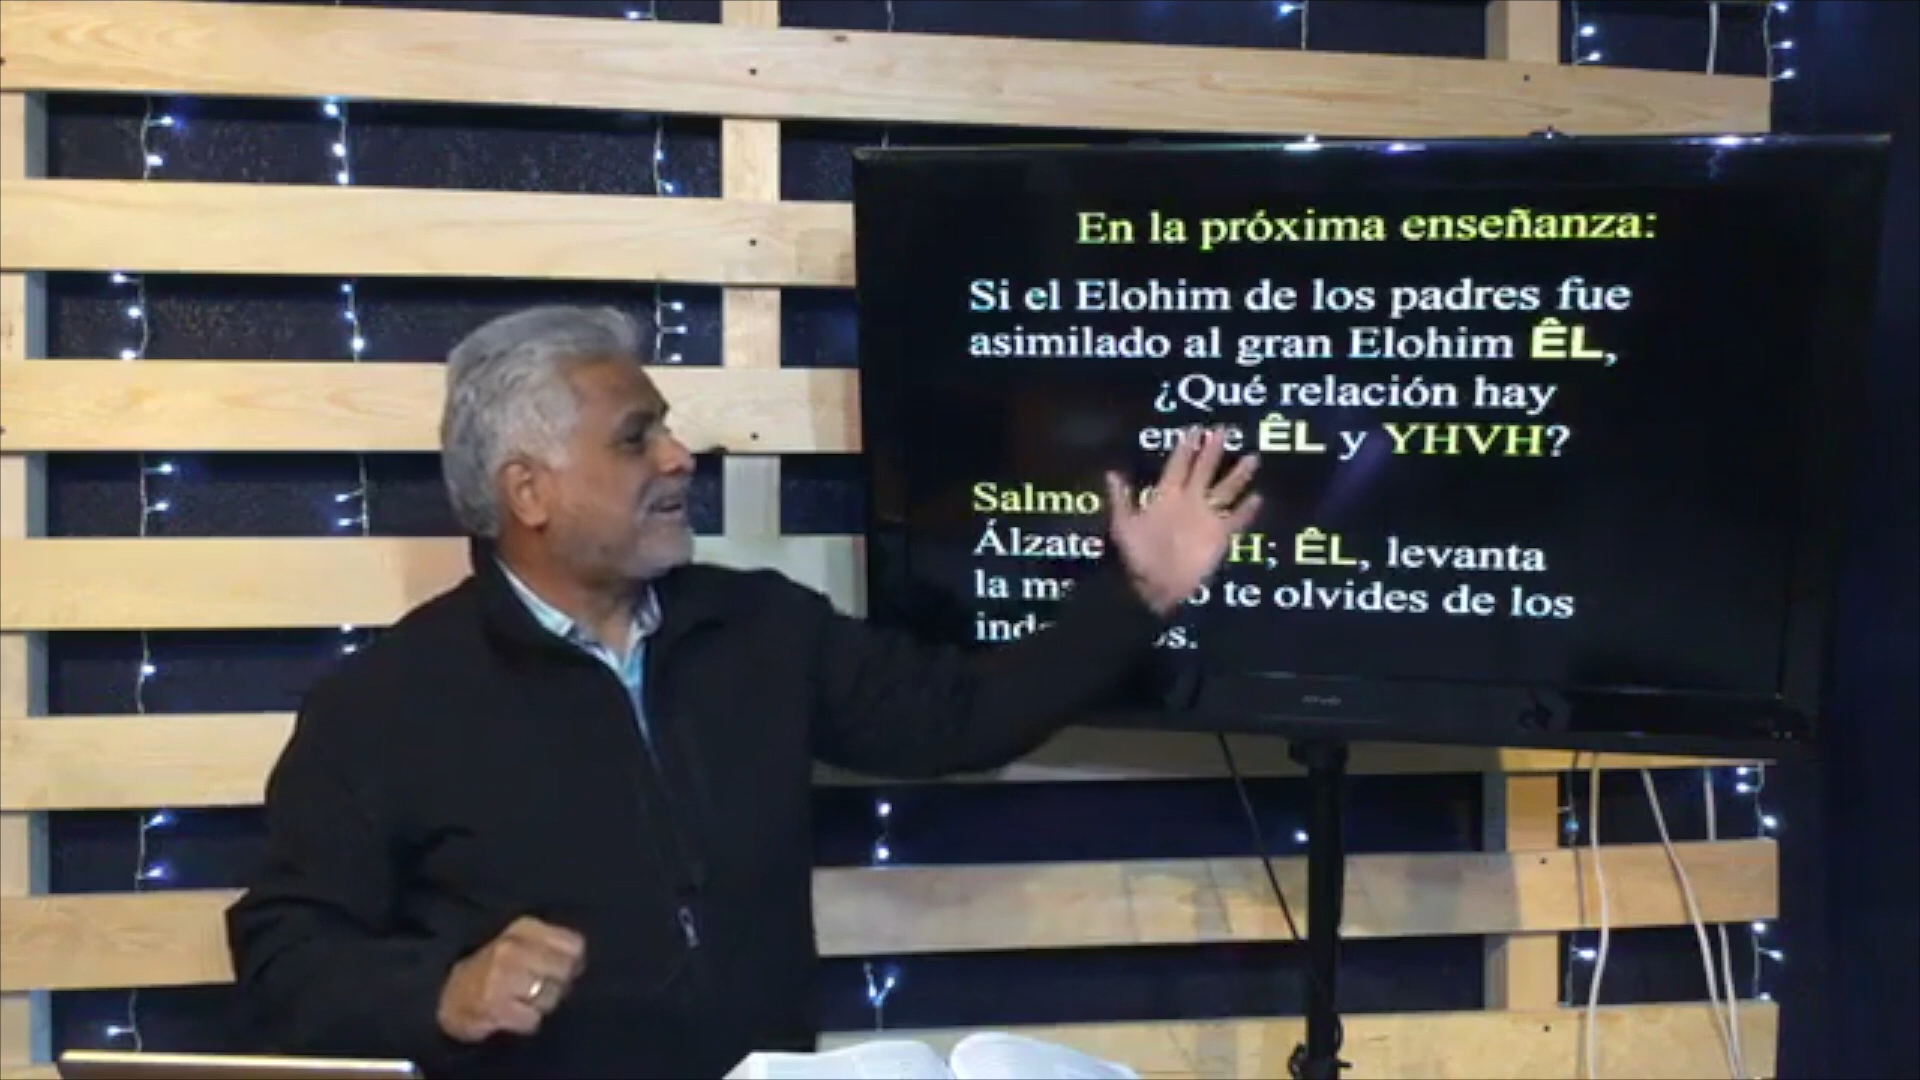 En la próxima enseñanza:
Si el Elohim de los padres fue
asimilado al gran Elohim ÊL,
¿Qué relación hay
ÊL y YHVH?
Salmo
Álzate H; ÊL, levanta
la te olvides de los